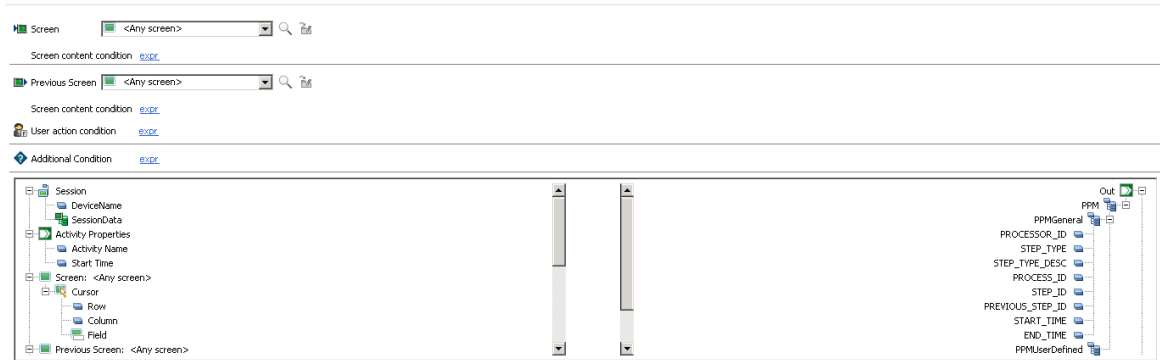 Screen <Any screen>
Screen content condition expr
Previous Screen <Any screen>
Screen content condition expr
User action condition expr
Additional Condition expr
Session
DeviceName
SessionData
Activity Properties
Activity Name
Start Time
Screen: <Any screen>
Cursor
Row
Column
Field
Previous Screen: <Any screen>
Out
PPM
PPMGeneral
PROCESSOR_ID
STEP_TYPE
STEP_TYPE_DESC
PROCESS_ID
STEP_ID
PREVIOUS_STEP_ID
START_TIME
END_TIME
PPMUserDefined